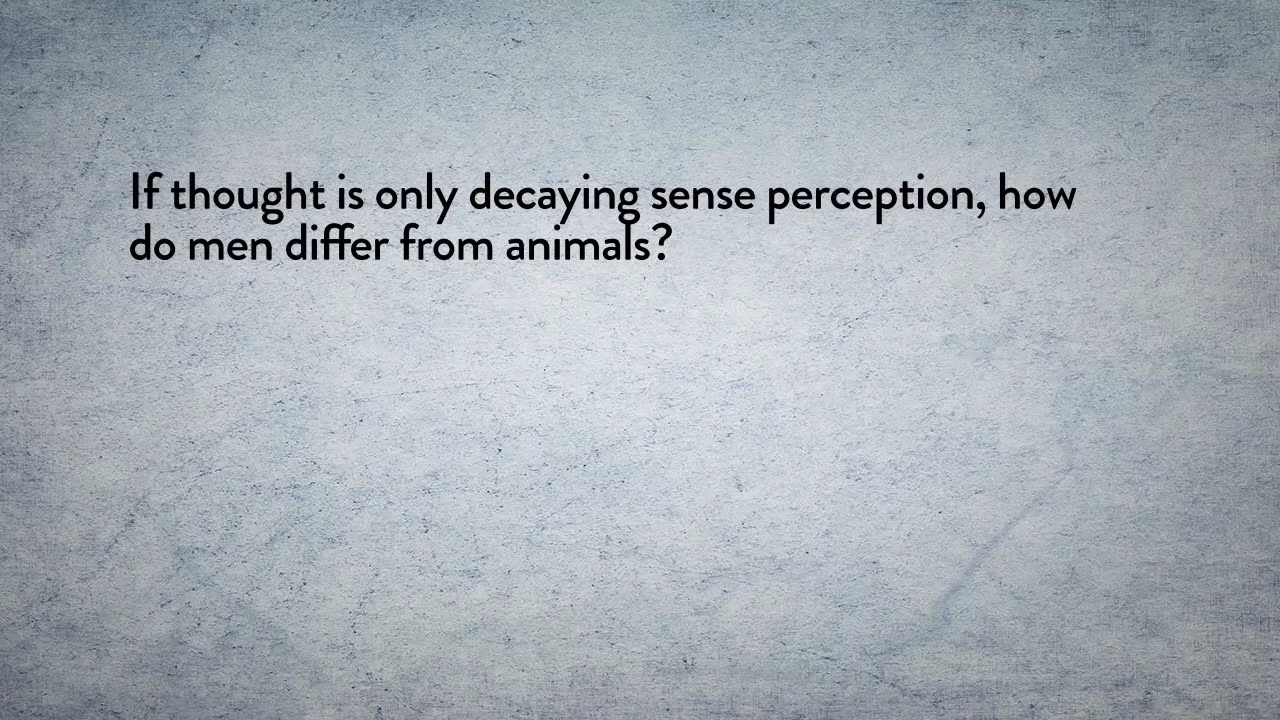 If thought is only decaying sense perception, how
do men differ from animals?